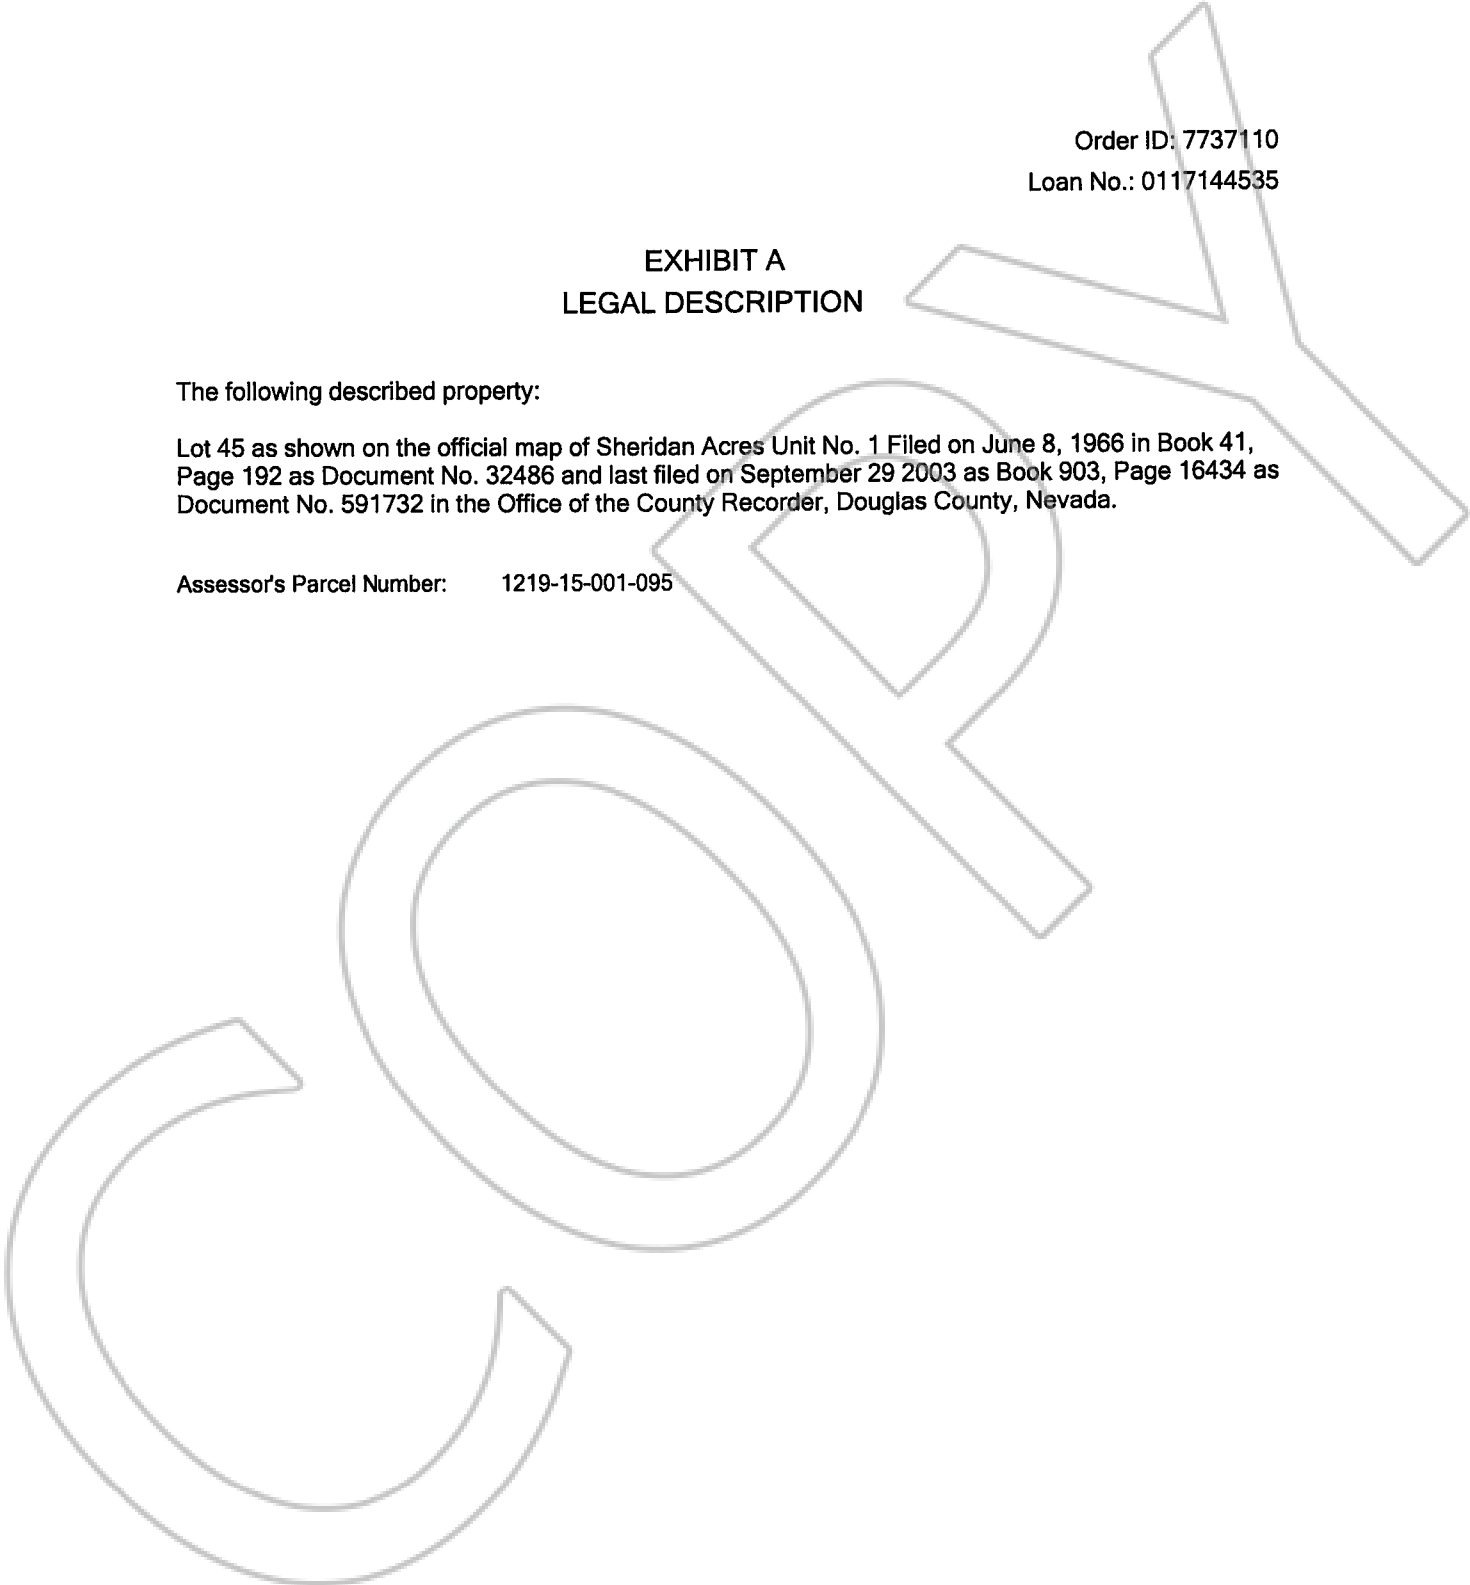 Order ID: 7737110
Loan No.: 0117144535
EXHIBIT A
LEGAL DESCRIPTION
The following described property:
Lot 45 as shown on the official map of Sheridan Acres Unit No. 1 Filed on June 8, 1966 in Book 41,
Page 192 as Document No. 32486 and last filed on September 29 2003 as Book 903, Page 16434 as
Document No. 591732 in the Office of the County Recorder, Douglas County, Nevada.
Assessor's Parcel Number: 1219-15-001-095
COPY